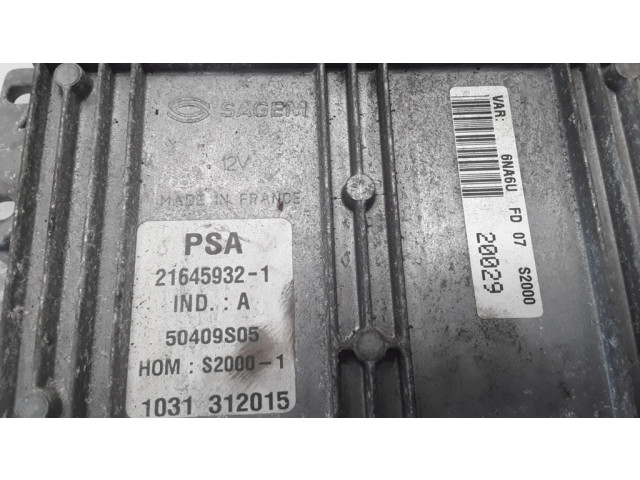 SAGEM
12V
MADE IN FRANCE
PSA
21645932-1
IND. : A
50409S05
HOM : S2000-1
1031 312015
VAR: 6NA6U FD 07 S2000
20029